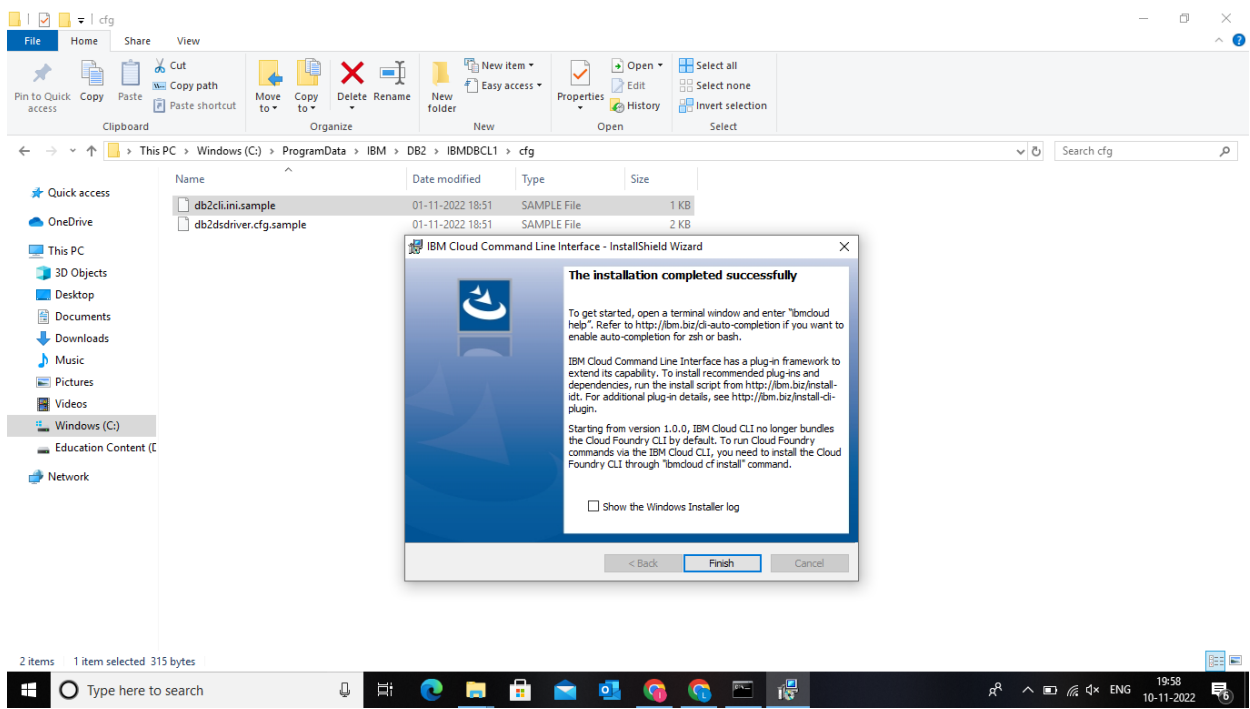 cfg
File Home Share View
Pin to Quick access
Copy
Paste
Cut
Copy path
Paste shortcut
Move to
Copy to
Delete
Rename
New folder
New item
Easy access
Properties
Open
Edit
History
Select all
Select none
Invert selection
Clipboard Organize New Open Select
This PC > Windows (C:) > ProgramData > IBM > DB2 > IBMDBCL1 > cfg
Search cfg
Name Date modified Type Size
db2cli.ini.sample 01-11-2022 18:51 SAMPLE File 1 KB
db2dsdriver.cfg.sample 01-11-2022 18:51 SAMPLE File 2 KB
Quick access
OneDrive
This PC
3D Objects
Desktop
Documents
Downloads
Music
Pictures
Videos
Windows (C:)
Education Content (D
Network
IBM Cloud Command Line Interface - InstallShield Wizard
The installation completed successfully
To get started, open a terminal window and enter "ibmcloud
help". Refer to http://ibm.biz/cli-auto-completion if you want to
enable auto-completion for zsh or bash.
IBM Cloud Command Line Interface has a plug-in framework to
extend its capability. To install recommended plug-ins and
dependencies, run the install script from http://ibm.biz/install-
idt. For additional plug-in details, see http://ibm.biz/install-cli-
plugin.
Starting from version 1.0.0, IBM Cloud CLI no longer bundles
the Cloud Foundry CLI by default. To run Cloud Foundry
commands via the IBM Cloud CLI, you need to install the Cloud
Foundry CLI through "ibmcloud cf install" command.
Show the Windows Installer log
< Back Finish Cancel
2 items 1 item selected 315 bytes
Type here to search
ENG
19:58
10-11-2022
6